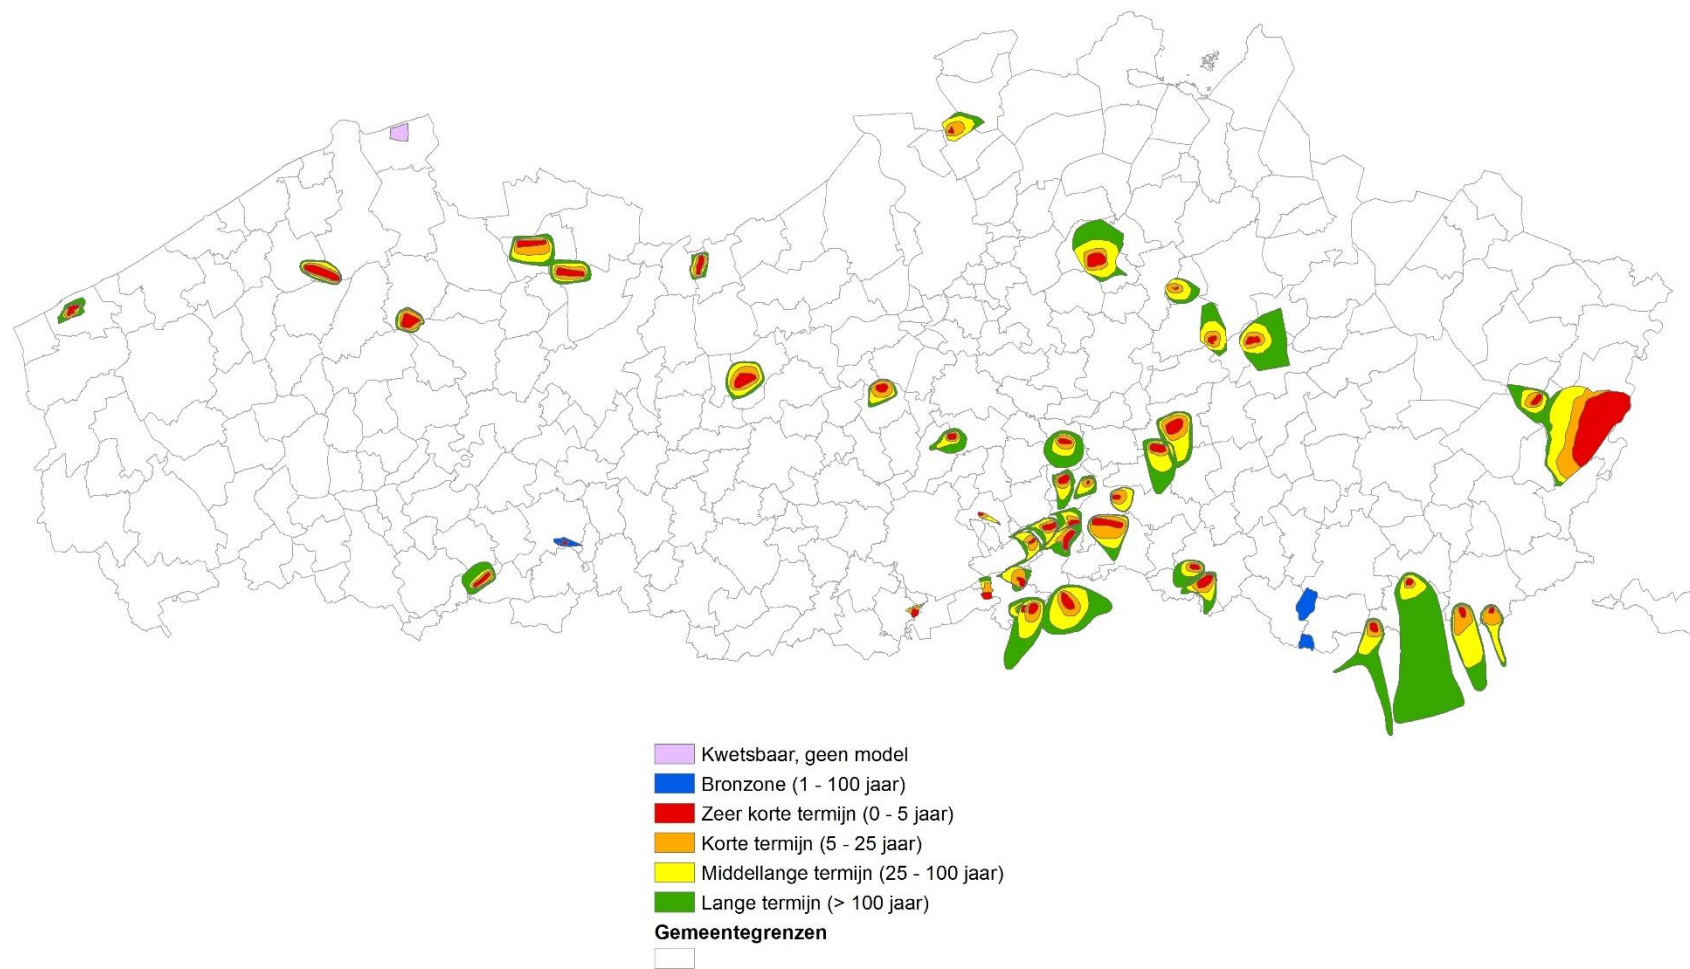 Kwetsbaar, geen model
Bronzone (1 - 100 jaar)
Zeer korte termijn (0 - 5 jaar)
Korte termijn (5 - 25 jaar)
Middellange termijn (25 - 100 jaar)
Lange termijn (> 100 jaar)
Gemeentegrenzen